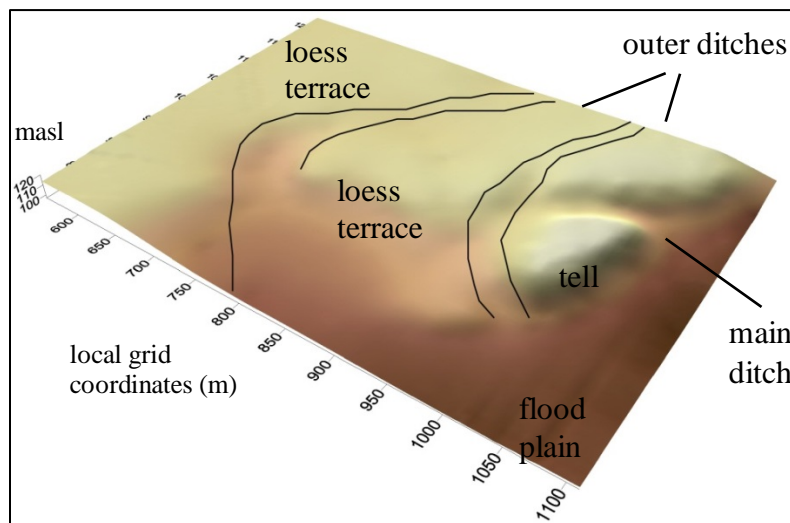 loess
terrace
outer ditches
masl
120
110
100
loess
terrace
tell
main
ditch
local grid
coordinates (m)
flood
plain
600
650
700
750
800
850
900
950
1000
1050
1100